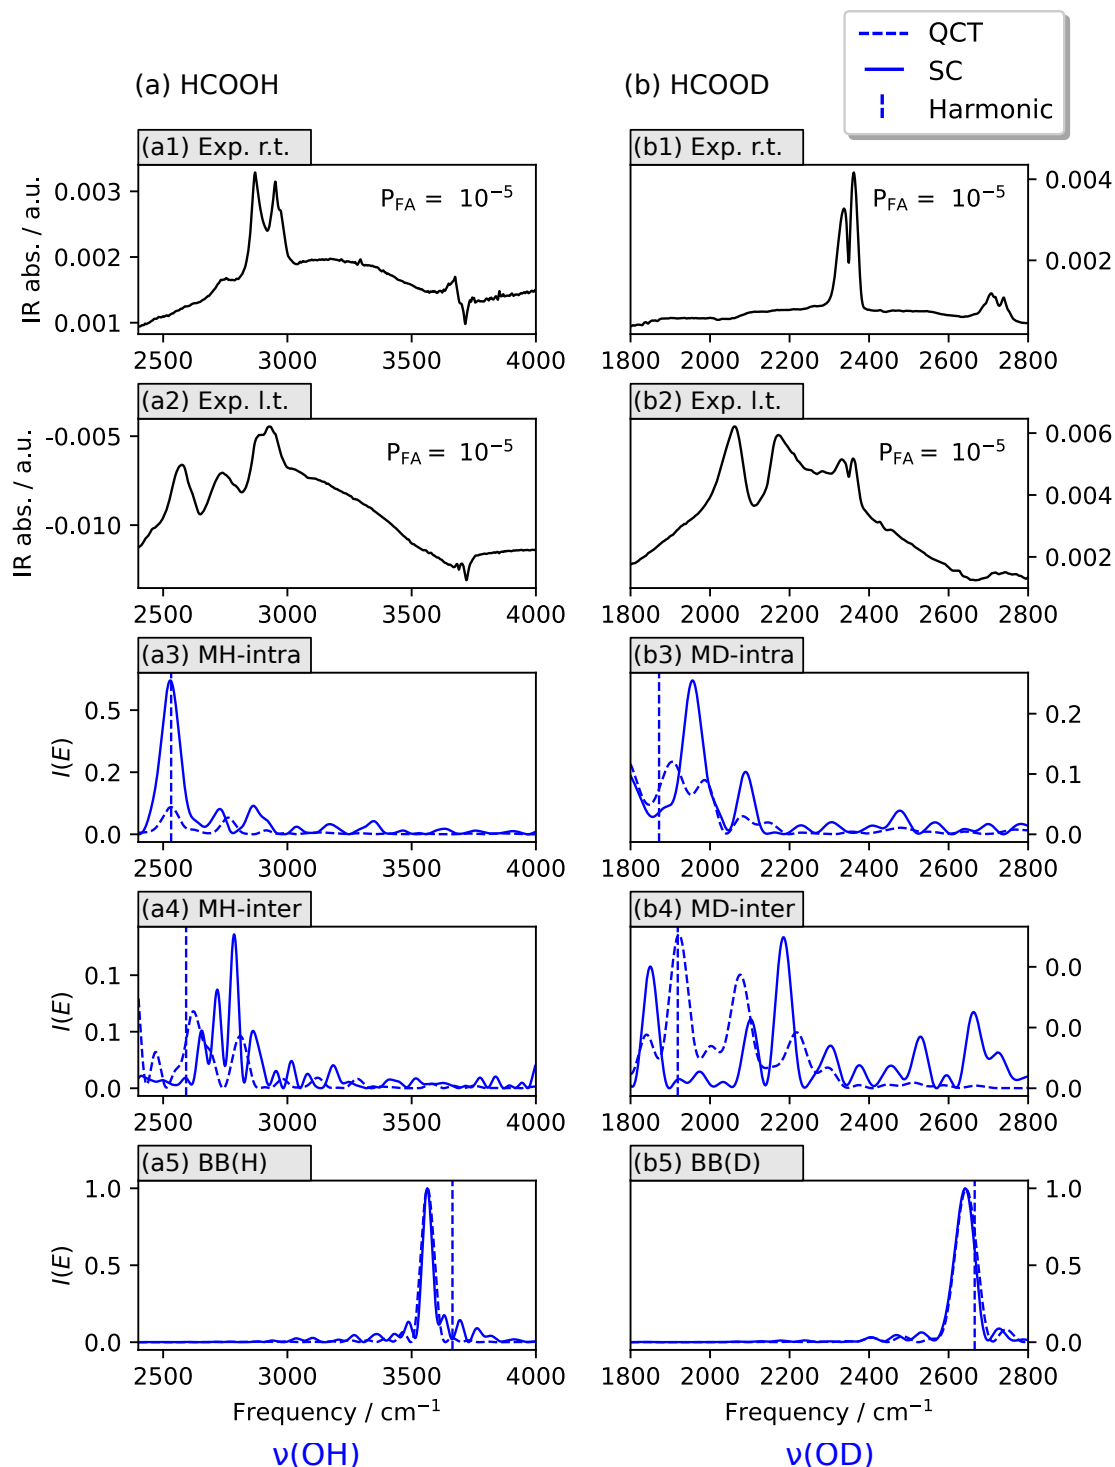 QCT
SC
Harmonic
(a) HCOOH
(b) HCOOD
(a1) Exp. r.t.
IR abs. / a.u.
0.003
0.002
0.001
P_FA = 10⁻⁵
2500 3000 3500 4000
(b1) Exp. r.t.
P_FA = 10⁻⁵
0.004
0.002
1800 2000 2200 2400 2600 2800
(a2) Exp. l.t.
IR abs. / a.u.
-0.005
-0.010
P_FA = 10⁻⁵
2500 3000 3500 4000
(b2) Exp. l.t.
P_FA = 10⁻⁵
0.006
0.004
0.002
1800 2000 2200 2400 2600 2800
(a3) MH-intra
I(E)
0.5
0.2
0.0
2500 3000 3500 4000
(b3) MD-intra
0.2
0.1
0.0
1800 2000 2200 2400 2600 2800
(a4) MH-inter
I(E)
0.1
0.1
0.0
2500 3000 3500 4000
(b4) MD-inter
0.0
0.0
0.0
1800 2000 2200 2400 2600 2800
(a5) BB(H)
I(E)
1.0
0.5
0.0
2500 3000 3500 4000
Frequency / cm⁻¹
ν(OH)
(b5) BB(D)
1.0
0.5
0.0
1800 2000 2200 2400 2600 2800
Frequency / cm⁻¹
ν(OD)